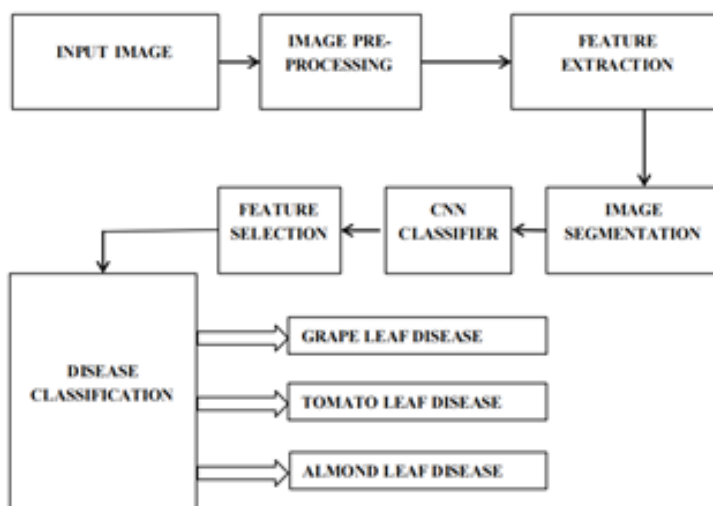 INPUT IMAGE
IMAGE PRE-
PROCESSING
FEATURE
EXTRACTION
IMAGE
SEGMENTATION
CNN
CLASSIFIER
FEATURE
SELECTION
DISEASE
CLASSIFICATION
GRAPE LEAF DISEASE
TOMATO LEAF DISEASE
ALMOND LEAF DISEASE